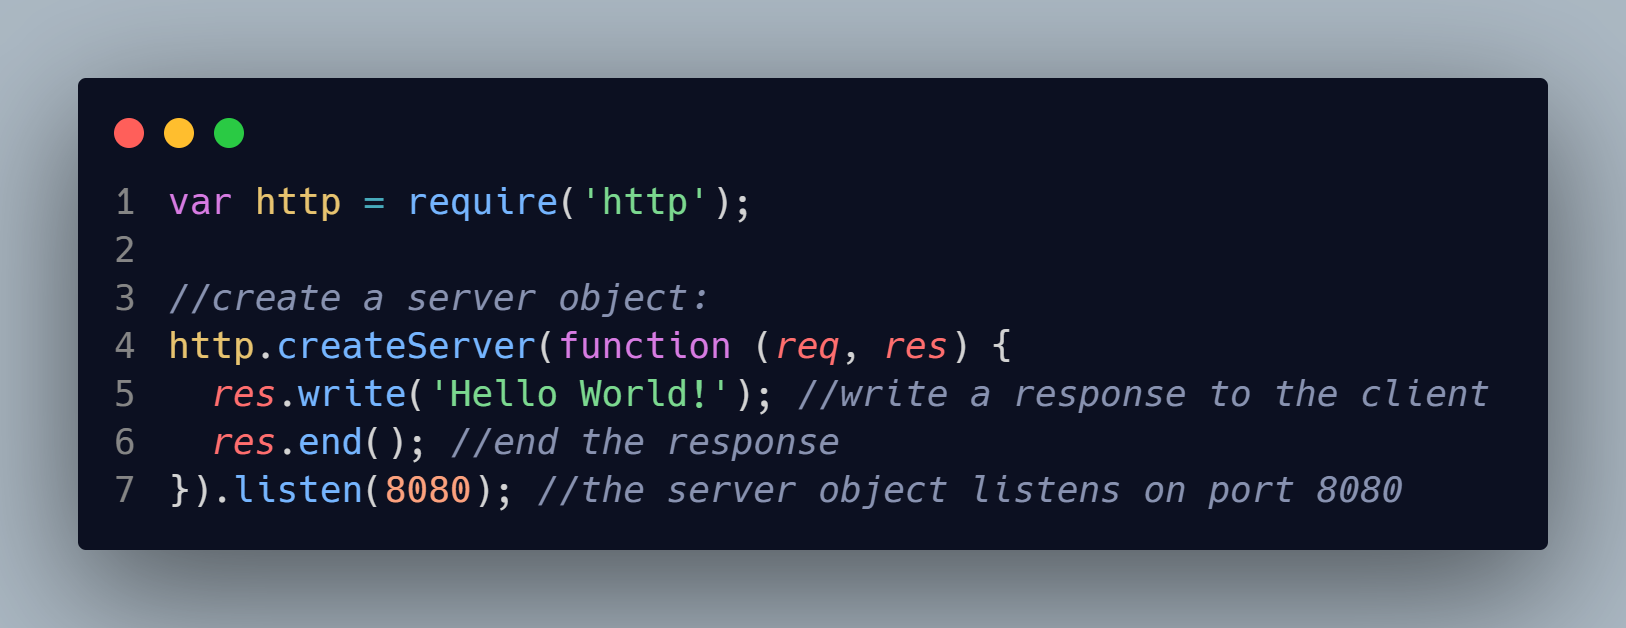 1 var http = require('http');
2
3 //create a server object:
4 http.createServer(function (req, res) {
5   res.write('Hello World!'); //write a response to the client
6   res.end(); //end the response
7 }).listen(8080); //the server object listens on port 8080